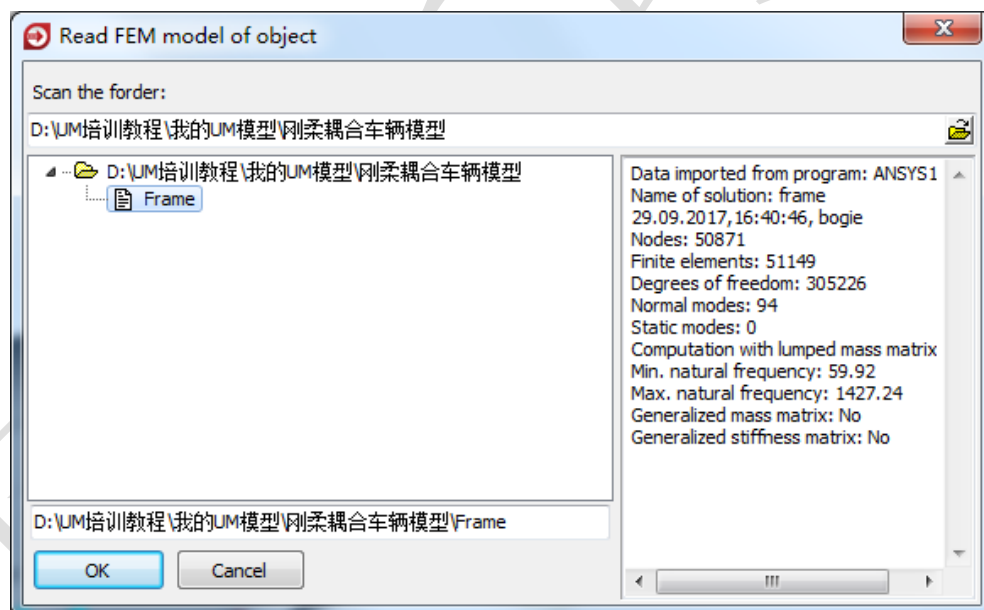 Read FEM model of object
Scan the forder:
D:\UM培训教程\我的UM模型\刚柔耦合车辆模型
D:\UM培训教程\我的UM模型\刚柔耦合车辆模型
Frame
Data imported from program: ANSYS1
Name of solution: frame
29.09.2017,16:40:46, bogie
Nodes: 50871
Finite elements: 51149
Degrees of freedom: 305226
Normal modes: 94
Static modes: 0
Computation with lumped mass matrix
Min. natural frequency: 59.92
Max. natural frequency: 1427.24
Generalized mass matrix: No
Generalized stiffness matrix: No
D:\UM培训教程\我的UM模型\刚柔耦合车辆模型\Frame
OK
Cancel